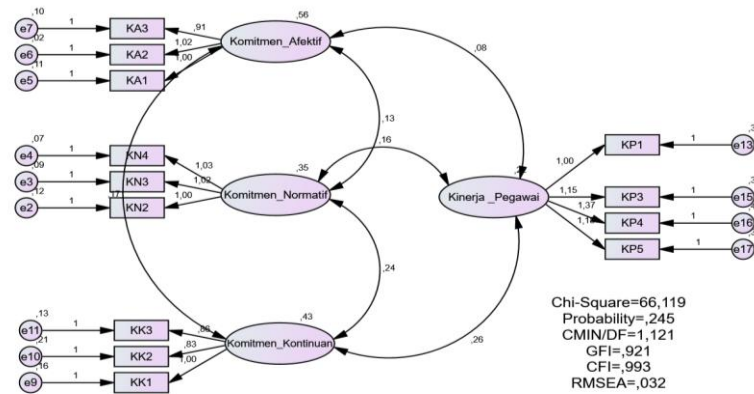 ,10
e7
1
KA3
,91
,56
Komitmen_Afektif
,02
e6
1
KA2
1,02
,11
e5
1
KA1
1,00
,08
,13
,16
,07
e4
1
KN4
1,03
,35
Komitmen_Normatif
,09
e3
1
KN3
1,02
,12
e2
1
KN2
1,00
,17
Kinerja _Pegawai
1,00
KP1
1
e13
1,15
KP3
1
e15
1,37
KP4
1
e16
KP5
1
e17
,24
,26
,13
e11
1
KK3
,43
Komitmen_Kontinuan
,21
e10
1
KK2
,83
,16
e9
1
KK1
1,00
Chi-Square=66,119
Probability=,245
CMIN/DF=1,121
GFI=,921
CFI=,993
RMSEA=,032